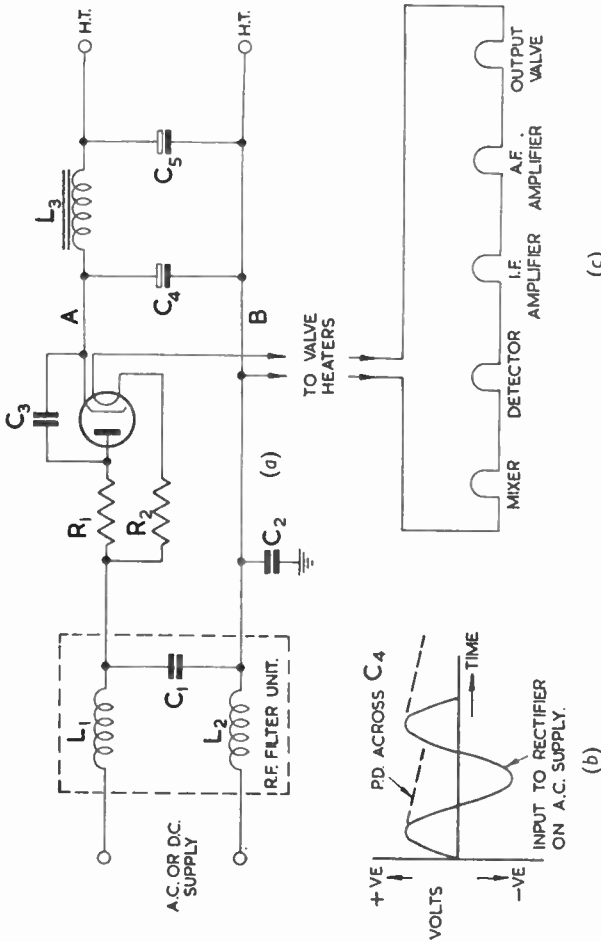 A.C. OR D.C.
SUPPLY
L1
L2
C1
R.F. FILTER UNIT.
R1
R2
C2
C3
A
B
C4
L3
C5
H.T.
H.T.
(a)
TO VALVE
HEATERS
+VE
VOLTS
-VE
P.D. ACROSS C4
TIME
INPUT TO RECTIFIER
ON A.C. SUPPLY.
(b)
MIXER
DETECTOR
I.F.
AMPLIFIER
A.F.
AMPLIFIER
OUTPUT
VALVE
(c)